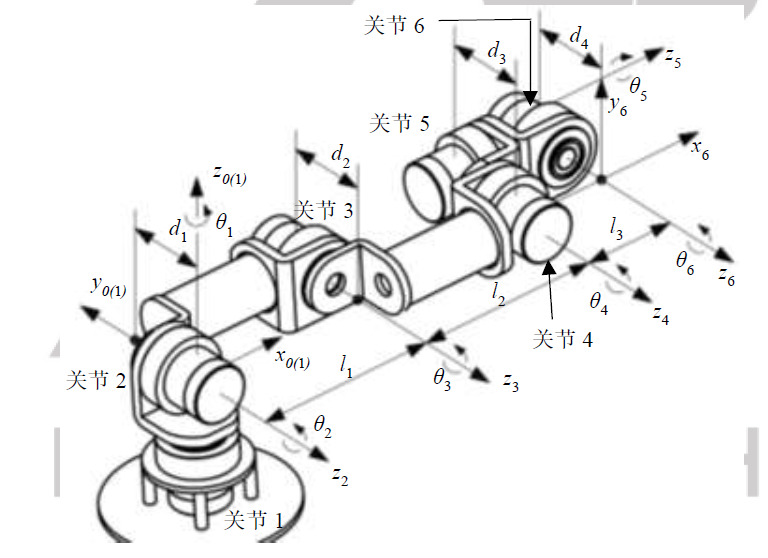 关节 6
d4
d3
z5
θ5
y6
关节 5
x6
d2
z0(1)
关节 3
d1
θ1
l3
θ6
z6
y0(1)
l2
θ4
z4
x0(1)
关节 4
l1
关节 2
θ3
z3
θ2
z2
关节 1